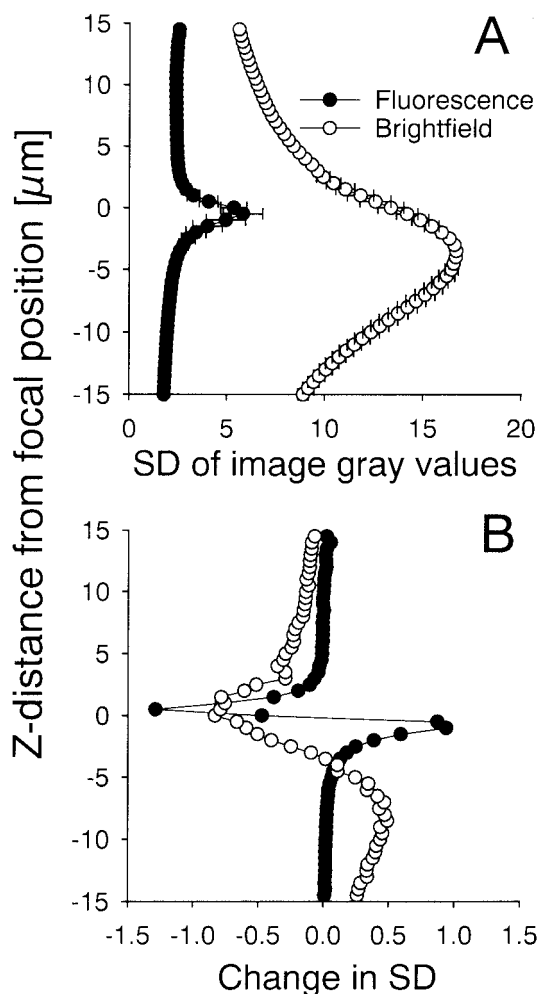 A
Fluorescence
Brightfield
15
10
5
0
-5
-10
-15
0 5 10 15 20
SD of image gray values
Z-distance from focal position [µm]
B
15
10
5
0
-5
-10
-15
-1.5 -1.0 -0.5 0.0 0.5 1.0 1.5
Change in SD